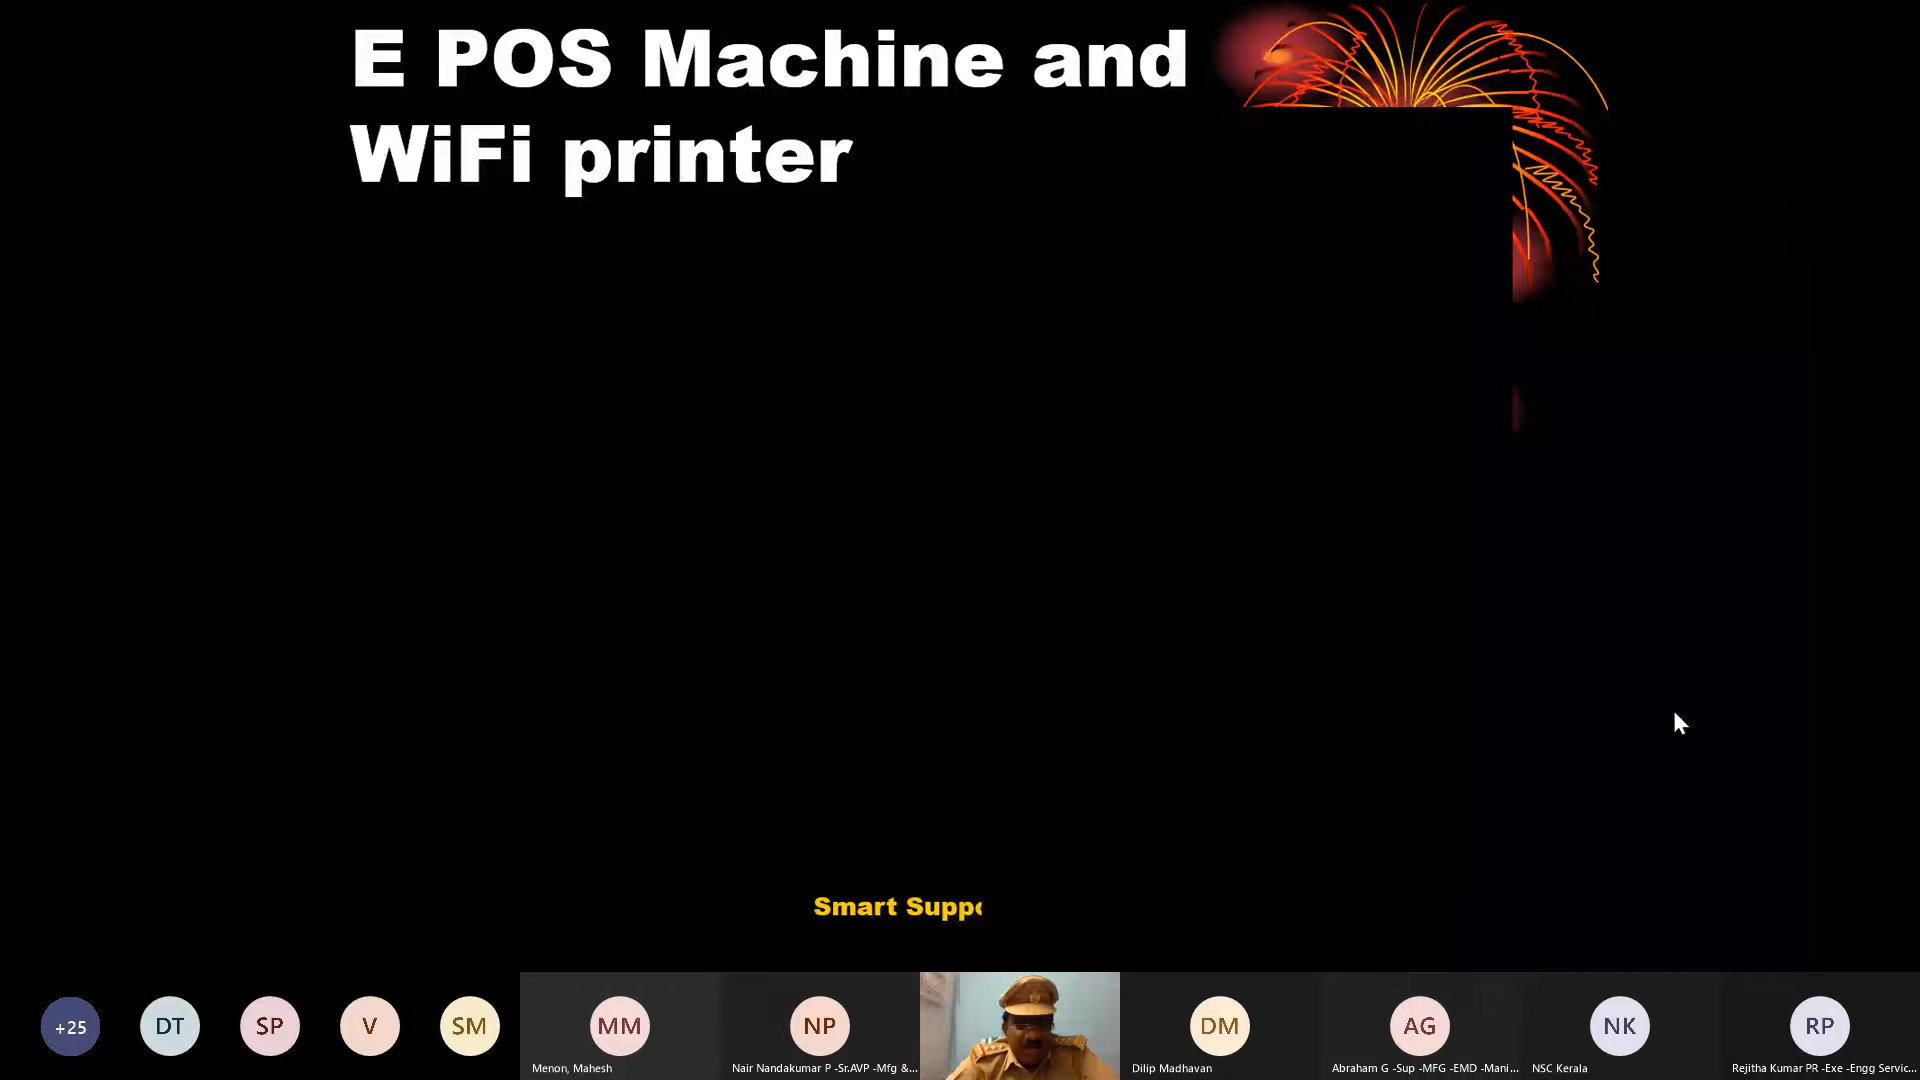 E POS Machine and
WiFi printer
Smart Supp
+25
DT
SP
V
SM
MM
NP
DM
AG
NK
RP
Menon, Mahesh
Nair Nandakumar P -Sr.AVP -Mfg &...
Dilip Madhavan
Abraham G -Sup -MFG -EMD -Mani...
NSC Kerala
Rejitha Kumar PR -Exe -Engg Servic...